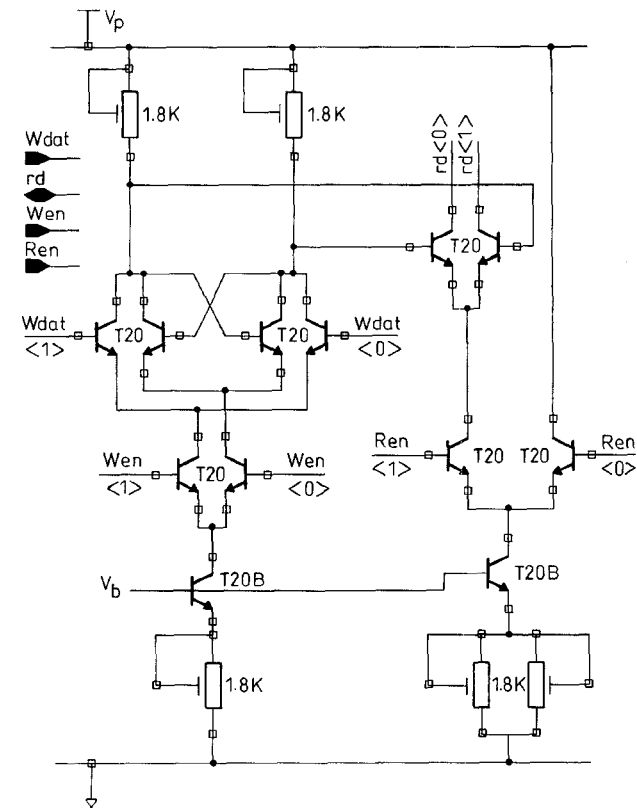 Vp
1.8K
1.8K
Wdat
rd
Wen
Ren
rd<0>
rd<1>
T20
Wdat
<1>
T20
T20
Wdat
<0>
Wen
<1>
T20
Wen
<0>
Ren
<1>
T20
T20
Ren
<0>
Vb
T20B
T20B
1.8K
1.8K